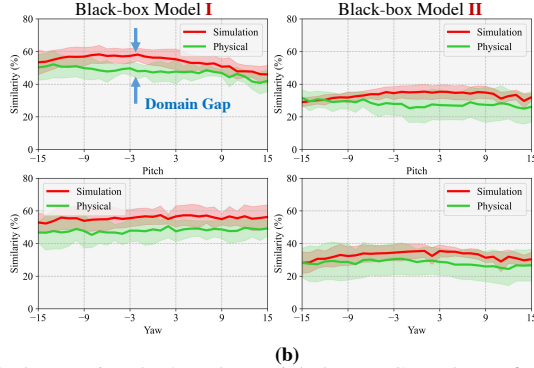 Black-box Model I
Black-box Model II
80
60
40
20
0
Similarity (%)
Simulation
Physical
Domain Gap
−15
−9
−3
3
9
15
Pitch
80
60
40
20
0
Similarity (%)
Simulation
Physical
−15
−9
−3
3
9
15
Pitch
80
60
40
20
0
Similarity (%)
Simulation
Physical
−15
−9
−3
3
9
15
Yaw
80
60
40
20
0
Similarity (%)
Simulation
Physical
−15
−9
−3
3
9
15
Yaw
(b)